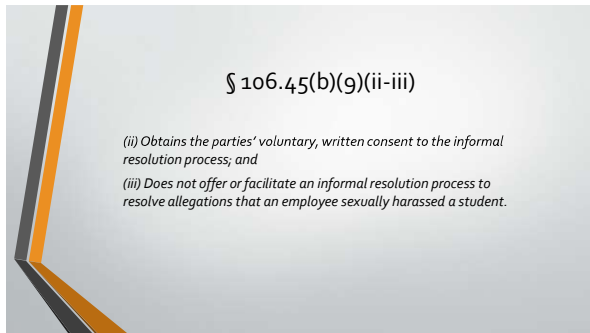 § 106.45(b)(9)(ii-iii)
(ii) Obtains the parties’ voluntary, written consent to the informal
resolution process; and
(iii) Does not offer or facilitate an informal resolution process to
resolve allegations that an employee sexually harassed a student.